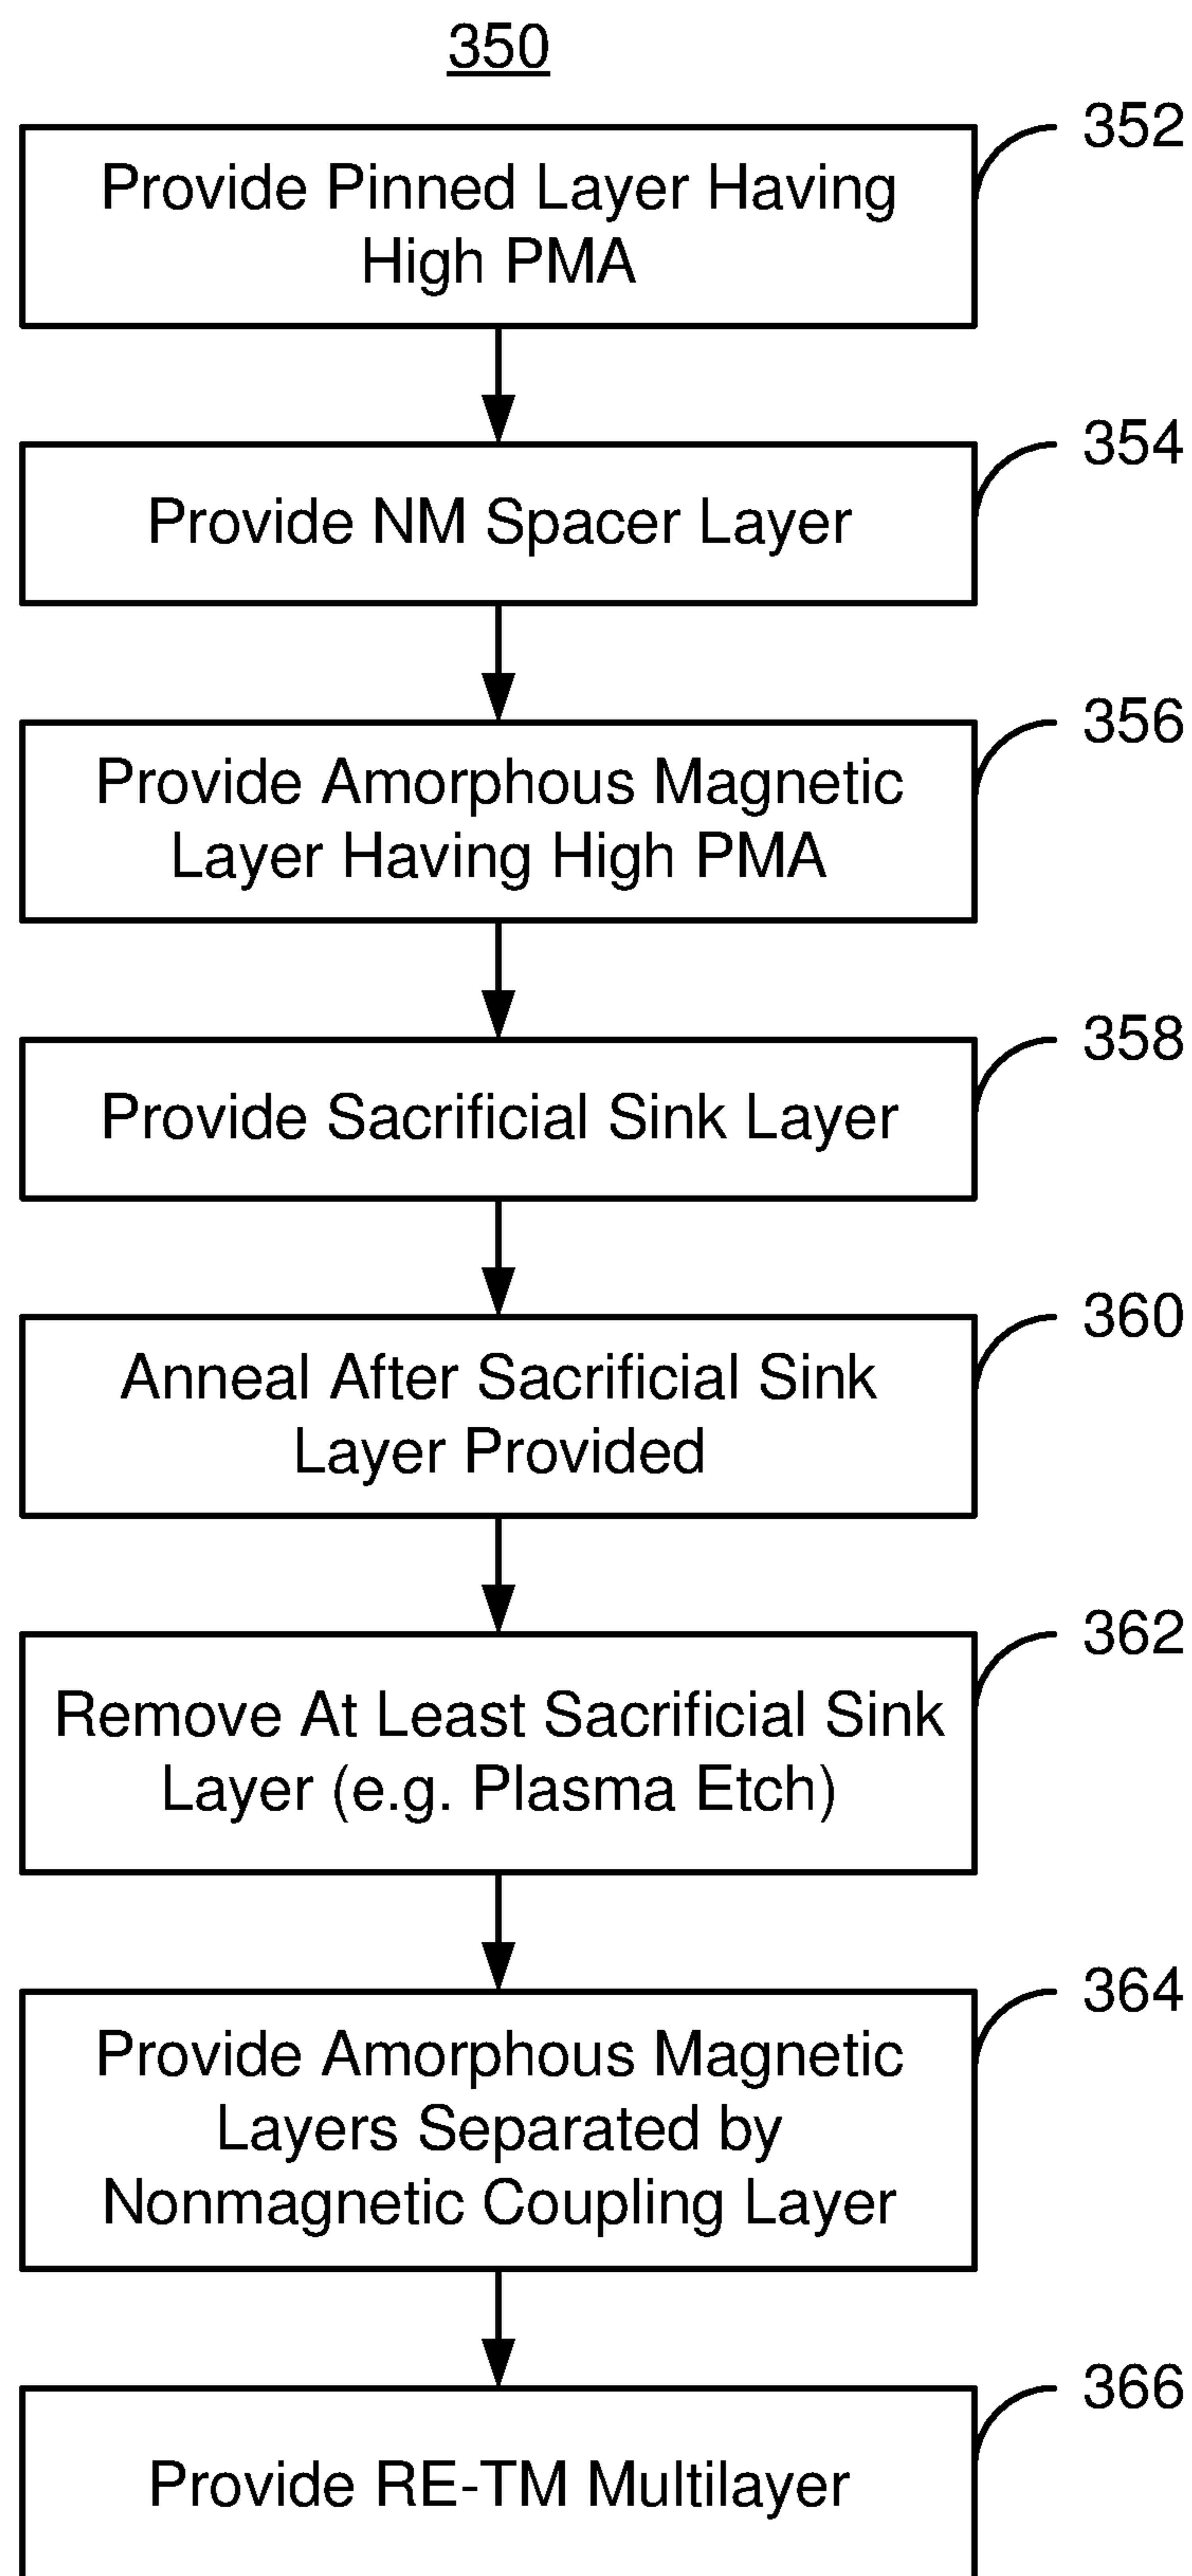 350
352
Provide Pinned Layer Having
High PMA
354
Provide NM Spacer Layer
356
Provide Amorphous Magnetic
Layer Having High PMA
358
Provide Sacrificial Sink Layer
360
Anneal After Sacrificial Sink
Layer Provided
362
Remove At Least Sacrificial Sink
Layer (e.g. Plasma Etch)
364
Provide Amorphous Magnetic
Layers Separated by
Nonmagnetic Coupling Layer
366
Provide RE-TM Multilayer